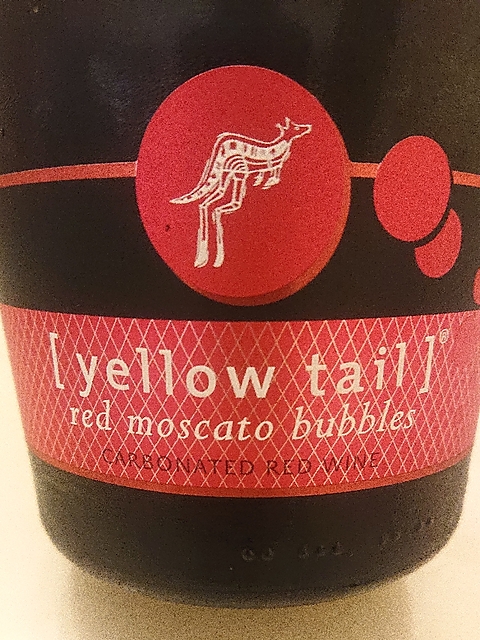 [ yellow tail ]®
red moscato bubbles
CARBONATED RED WINE